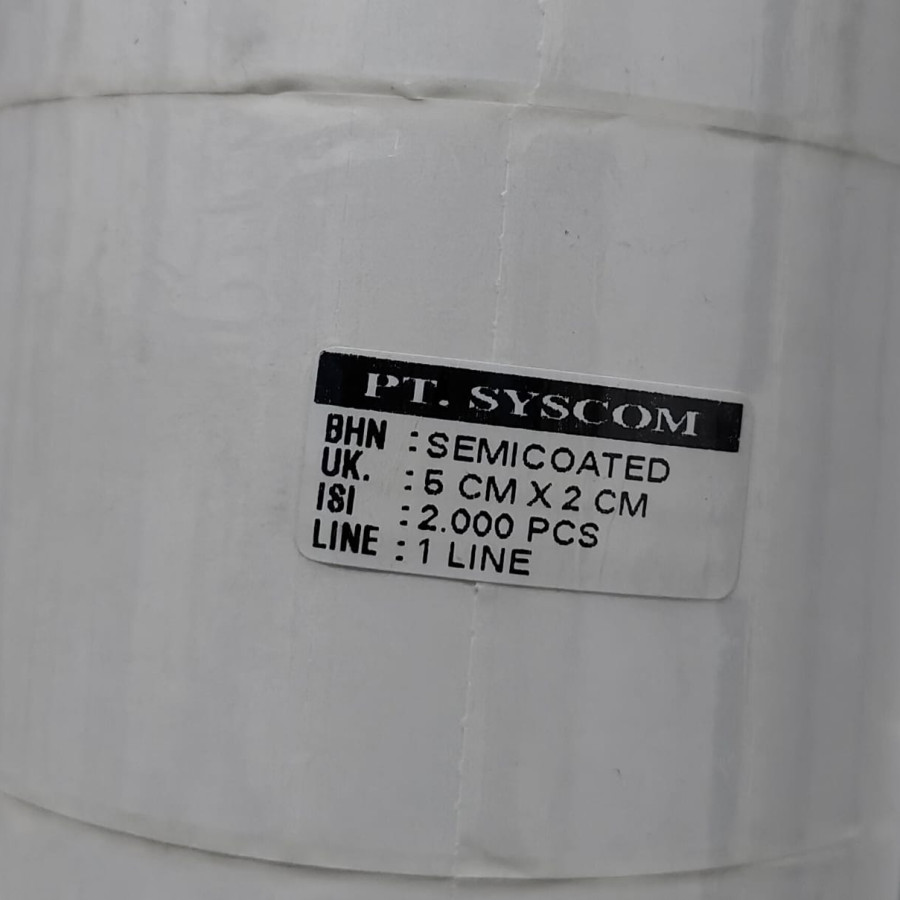 PT. SYSCOM
BHN : SEMICOATED
UK. : 5 CM X 2 CM
ISI : 2.000 PCS
LINE : 1 LINE